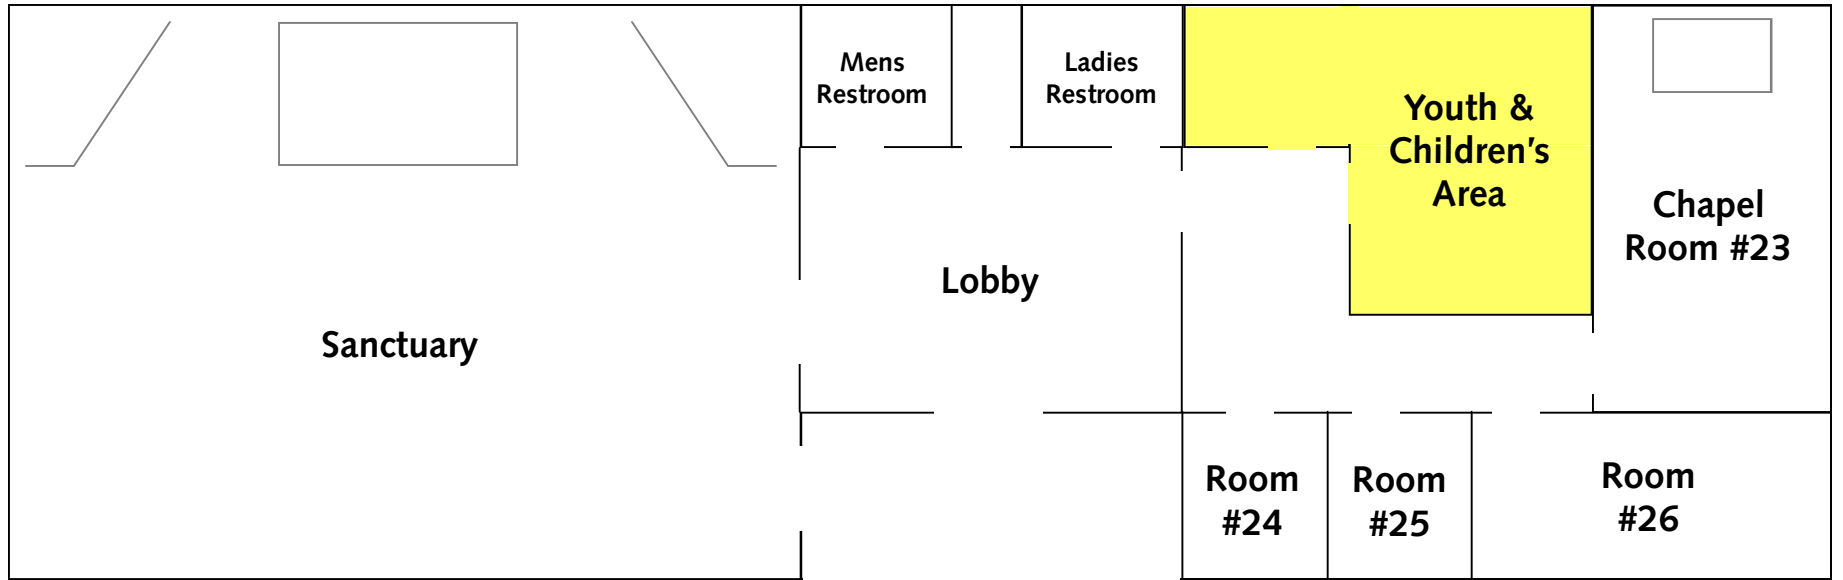 Mens
Restroom
Ladies
Restroom
Youth &
Children's
Area
Chapel
Room #23
Lobby
Sanctuary
Room
#24
Room
#25
Room
#26